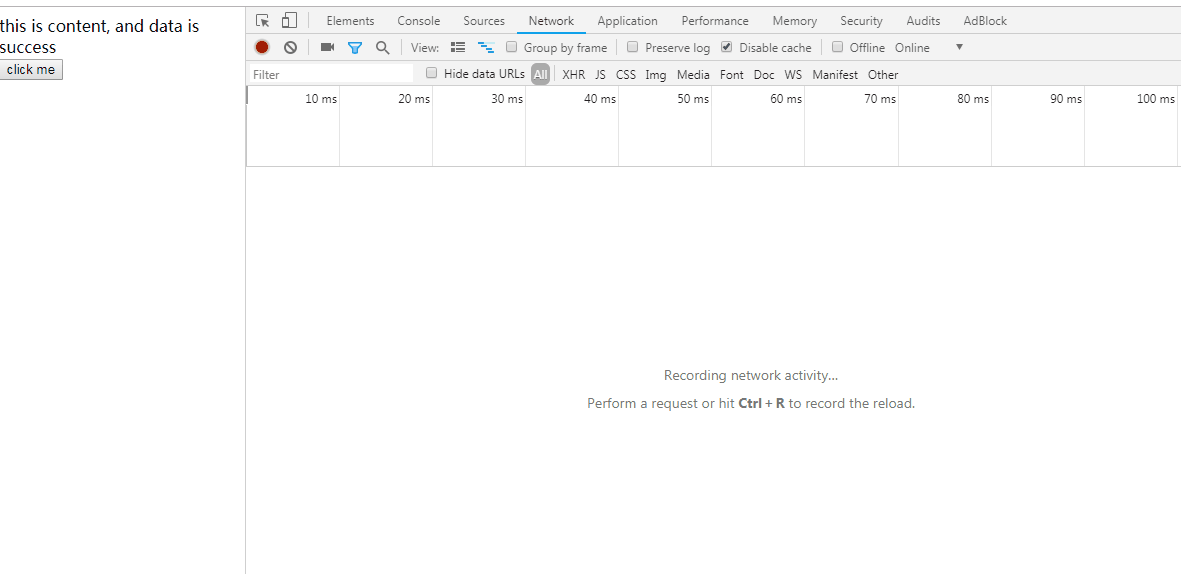 this is content, and data is
success
click me
Elements Console Sources Network Application Performance Memory Security Audits AdBlock
View: Group by frame Preserve log Disable cache Offline Online
Filter Hide data URLs All XHR JS CSS Img Media Font Doc WS Manifest Other
10 ms 20 ms 30 ms 40 ms 50 ms 60 ms 70 ms 80 ms 90 ms 100 ms
Recording network activity...
Perform a request or hit Ctrl + R to record the reload.